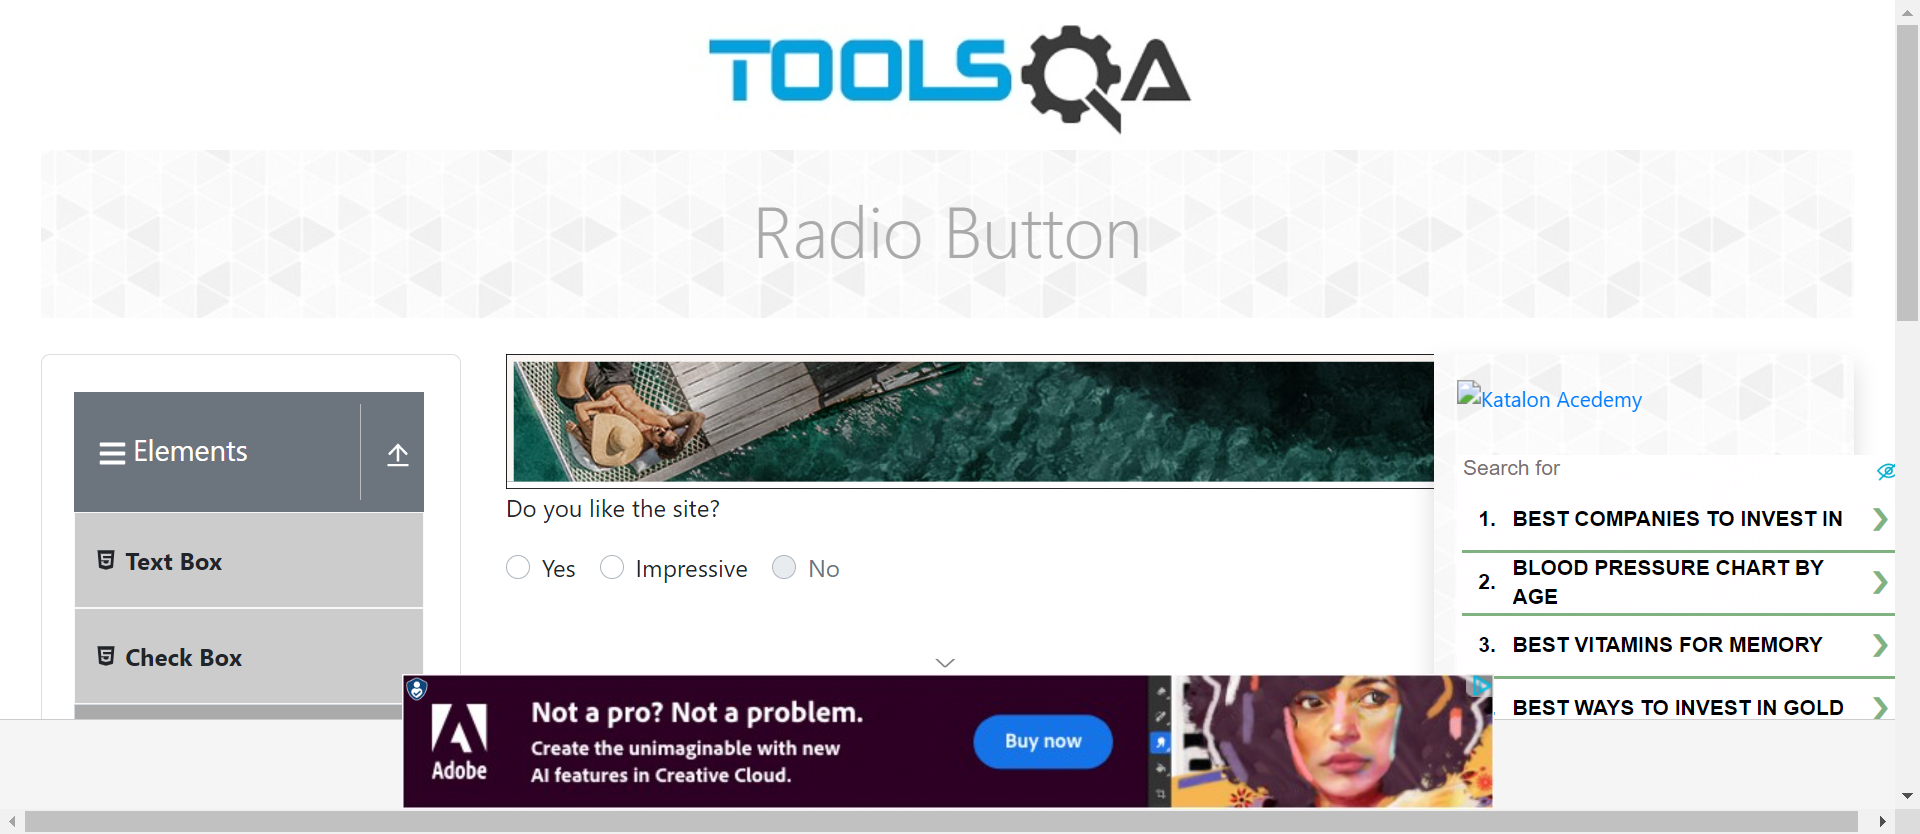 TOOLSQA
Radio Button
Elements
Text Box
Check Box
Do you like the site?
Yes
Impressive
No
Katalon Acedemy
Search for
1. BEST COMPANIES TO INVEST IN
2. BLOOD PRESSURE CHART BY
AGE
3. BEST VITAMINS FOR MEMORY
BEST WAYS TO INVEST IN GOLD
Adobe
Not a pro? Not a problem.
Create the unimaginable with new
AI features in Creative Cloud.
Buy now